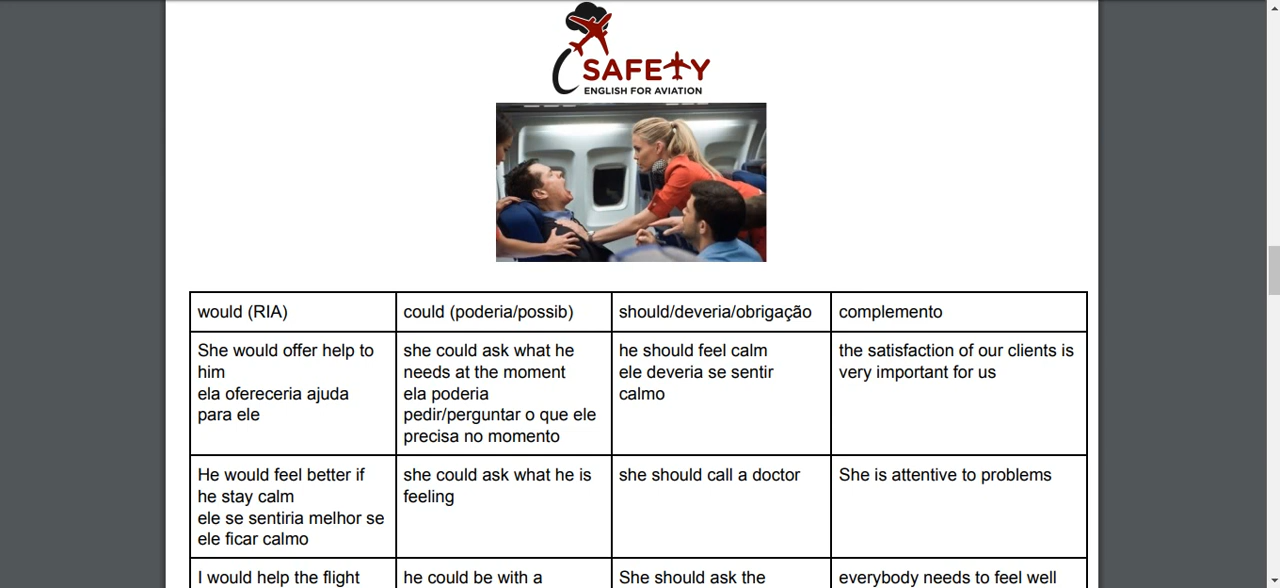 SAFETY
ENGLISH FOR AVIATION
would (RIA)
could (poderia/possib)
should/deveria/obrigação
complemento
She would offer help to
him
ela ofereceria ajuda
para ele
she could ask what he
needs at the moment
ela poderia
pedir/perguntar o que ele
precisa no momento
he should feel calm
ele deveria se sentir
calmo
the satisfaction of our clients is
very important for us
He would feel better if
he stay calm
ele se sentiria melhor se
ele ficar calmo
she could ask what he is
feeling
she should call a doctor
She is attentive to problems
I would help the flight
he could be with a
She should ask the
everybody needs to feel well